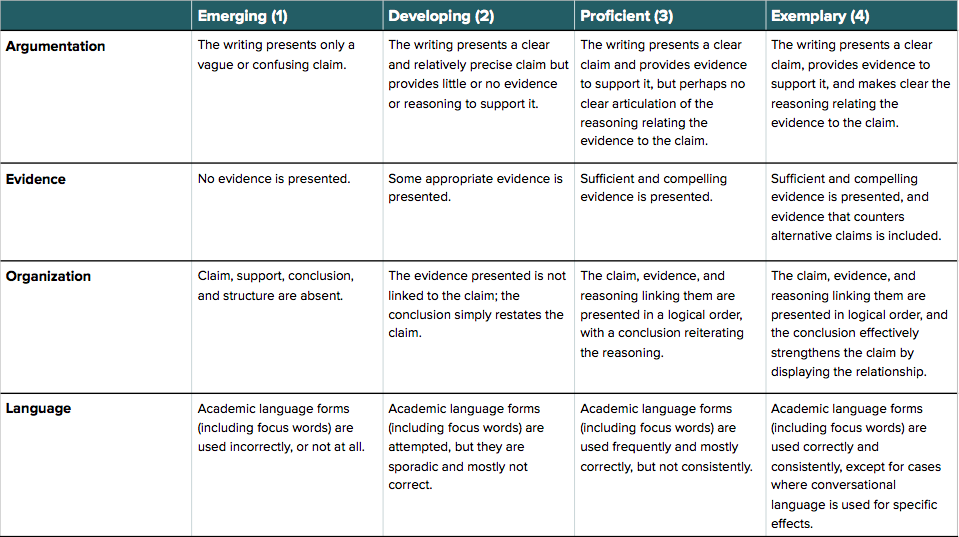 Emerging (1) Developing (2) Proficient (3) Exemplary (4)
Argumentation
The writing presents only a
vague or confusing claim.
The writing presents a clear
and relatively precise claim but
provides little or no evidence
or reasoning to support it.
The writing presents a clear
claim and provides evidence
to support it, but perhaps no
clear articulation of the
reasoning relating the
evidence to the claim.
The writing presents a clear
claim, provides evidence to
support it, and makes clear the
reasoning relating the
evidence to the claim.
Evidence
No evidence is presented.
Some appropriate evidence is
presented.
Sufficient and compelling
evidence is presented.
Sufficient and compelling
evidence is presented, and
evidence that counters
alternative claims is included.
Organization
Claim, support, conclusion,
and structure are absent.
The evidence presented is not
linked to the claim; the
conclusion simply restates the
claim.
The claim, evidence, and
reasoning linking them are
presented in a logical order,
with a conclusion reiterating
the reasoning.
The claim, evidence, and
reasoning linking them are
presented in logical order, and
the conclusion effectively
strengthens the claim by
displaying the relationship.
Language
Academic language forms
(including focus words) are
used incorrectly, or not at all.
Academic language forms
(including focus words) are
attempted, but they are
sporadic and mostly not
correct.
Academic language forms
(including focus words) are
used frequently and mostly
correctly, but not consistently.
Academic language forms
(including focus words) are
used correctly and
consistently, except for cases
where conversational
language is used for specific
effects.